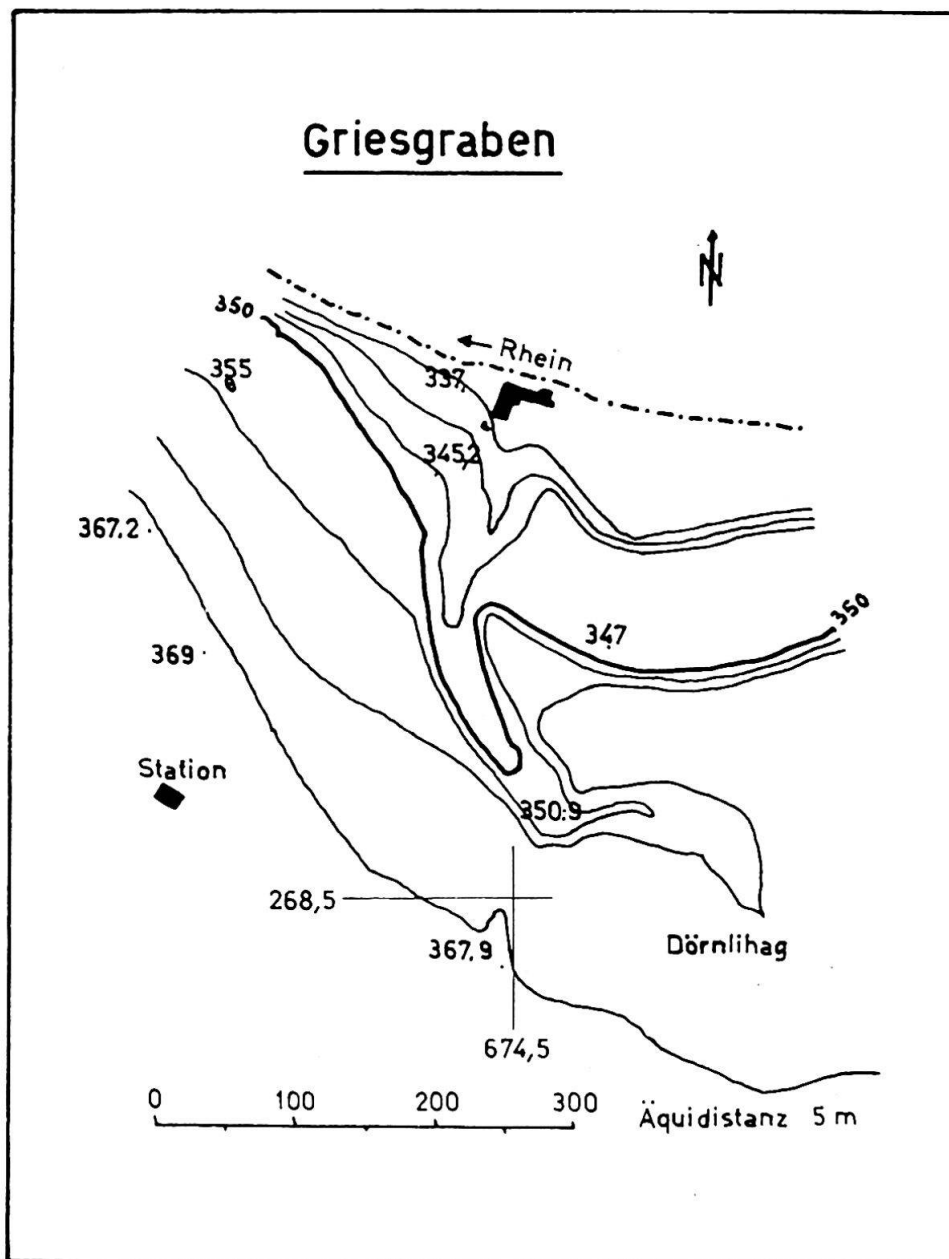 Griesgraben
N
350
Rhein
355
337,
345,2
367.2
350
347
369
Station
350.9
268,5
Dörnlihag
367.9
674,5
0 100 200 300
Äquidistanz 5 m